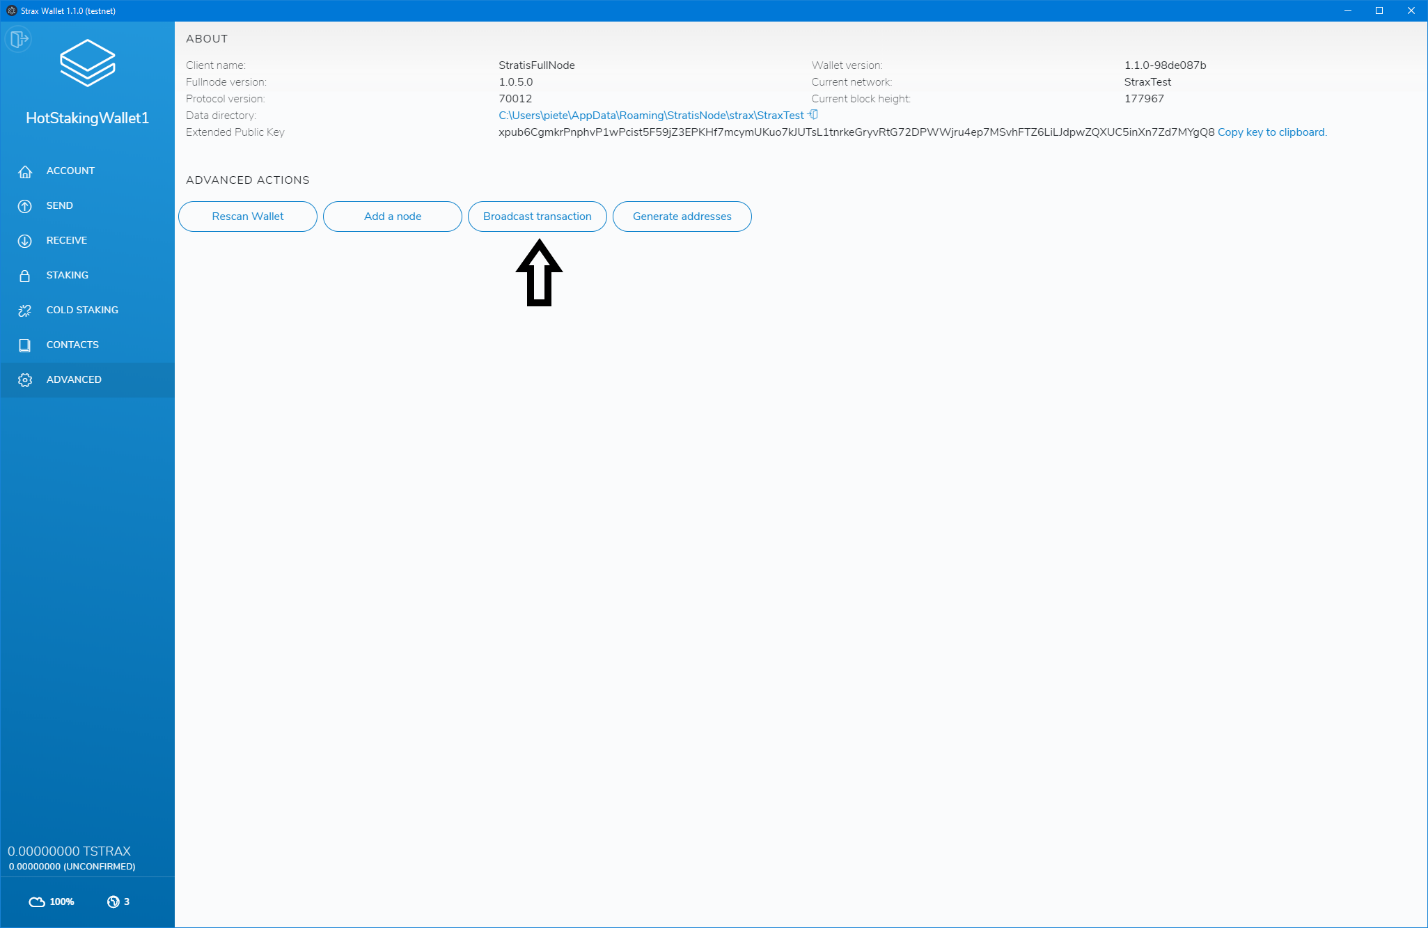 Strax Wallet 1.1.0 (testnet)
HotStakingWallet1
ACCOUNT
SEND
RECEIVE
STAKING
COLD STAKING
CONTACTS
ADVANCED
0.00000000 TSTRAX
0.00000000 (UNCONFIRMED)
100% 3
ABOUT
Client name: StratisFullNode Wallet version: 1.1.0-98de087b
Fullnode version: 1.0.5.0 Current network: StraxTest
Protocol version: 70012 Current block height: 177967
Data directory: C:\Users\piete\AppData\Roaming\StratisNode\strax\StraxTest
Extended Public Key xpub6CgmkrPnphvP1wPcist5F59jZ3EPKHf7mcymUKuo7kJUTsL1tnrkeGryvRtG72DPWWjru4ep7MSvhFTZ6LiLJdpwZQXUC5inXn7Zd7MYgQ8 Copy key to clipboard.
ADVANCED ACTIONS
Rescan Wallet Add a node Broadcast transaction Generate addresses